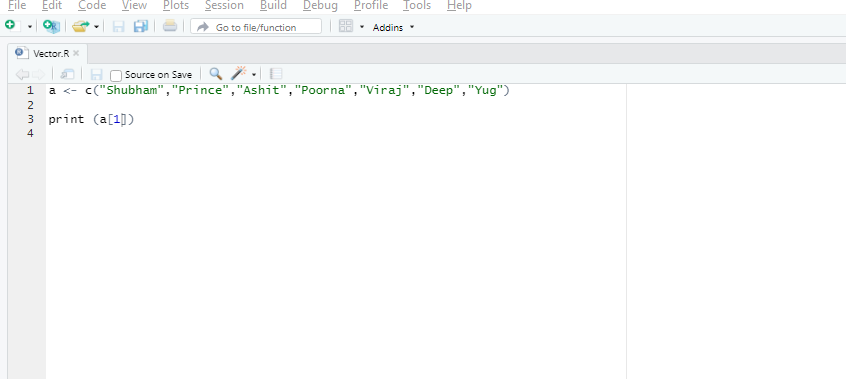 File Edit Code View Plots Session Build Debug Profile Tools Help
Go to file/function Addins
Vector.R
Source on Save
1 a <- c("Shubham","Prince","Ashit","Poorna","Viraj","Deep","Yug")
2
3 print (a[1])
4